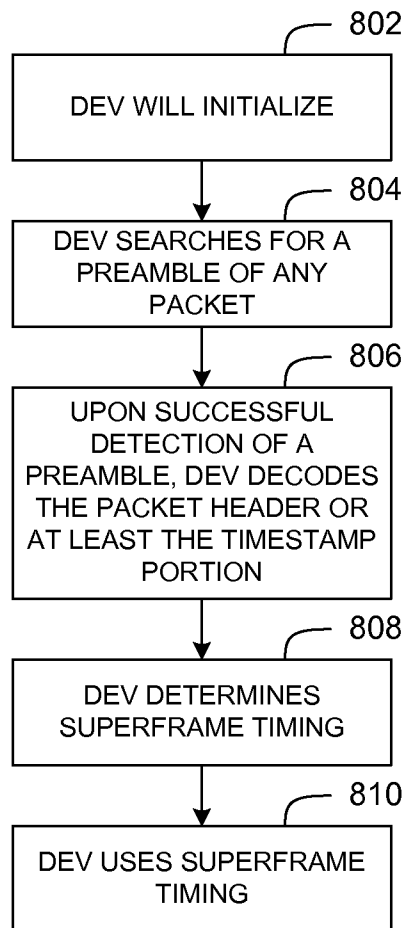 802
DEV WILL INITIALIZE
804
DEV SEARCHES FOR A
PREAMBLE OF ANY
PACKET
806
UPON SUCCESSFUL
DETECTION OF A
PREAMBLE, DEV DECODES
THE PACKET HEADER OR
AT LEAST THE TIMESTAMP
PORTION
808
DEV DETERMINES
SUPERFRAME TIMING
810
DEV USES SUPERFRAME
TIMING